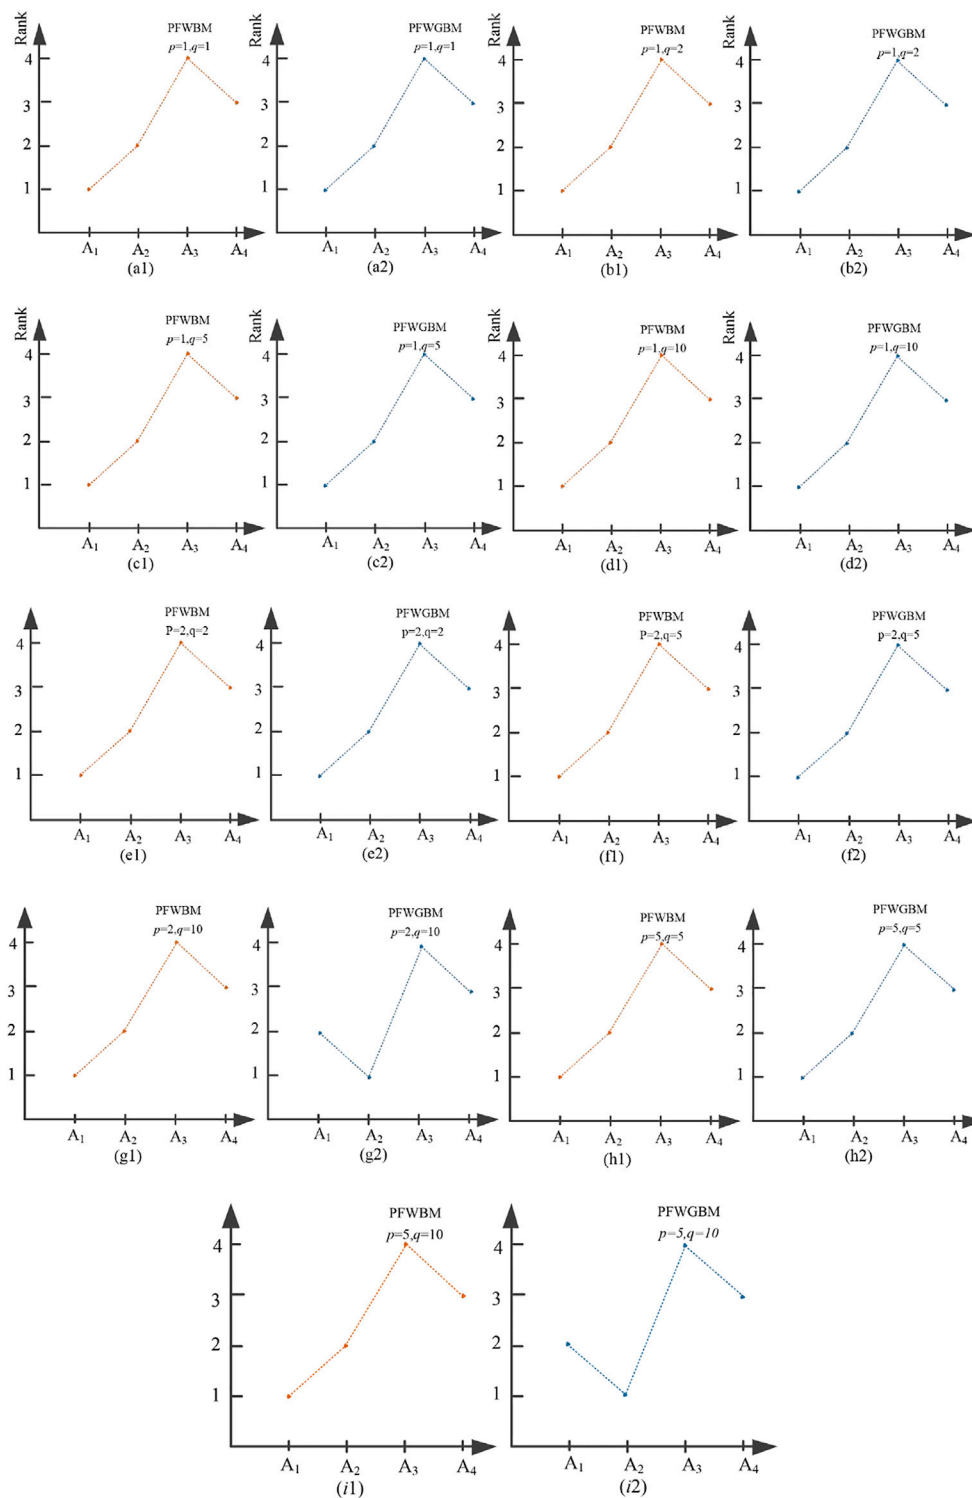 Rank
PFWBM
p=1,q=1
4
3
2
1
A1 A2 A3 A4
(a1)
PFWGBM
p=1,q=1
A1 A2 A3 A4
(a2)
Rank
PFWBM
p=1,q=2
4
3
2
1
A1 A2 A3 A4
(b1)
Rank
PFWGBM
p=1,q=2
4
3
2
1
A1 A2 A3 A4
(b2)
Rank
PFWBM
p=1,q=5
4
3
2
1
A1 A2 A3 A4
(c1)
PFWGBM
p=1,q=5
4
3
2
1
A1 A2 A3 A4
(c2)
Rank
PFWBM
p=1,q=10
4
3
2
1
A1 A2 A3 A4
(d1)
Rank
PFWGBM
p=1,q=10
4
3
2
1
A1 A2 A3 A4
(d2)
PFWBM
P=2,q=2
4
3
2
1
A1 A2 A3 A4
(e1)
PFWGBM
p=2,q=2
4
3
2
1
A1 A2 A3 A4
(e2)
PFWBM
P=2,q=5
4
3
2
1
A1 A2 A3 A4
(f1)
PFWGBM
p=2,q=5
4
3
2
1
A1 A2 A3 A4
(f2)
PFWBM
p=2,q=10
4
3
2
1
A1 A2 A3 A4
(g1)
PFWGBM
p=2,q=10
4
3
2
1
A1 A2 A3 A4
(g2)
PFWBM
p=5,q=5
4
3
2
1
A1 A2 A3 A4
(h1)
PFWGBM
p=5,q=5
4
3
2
1
A1 A2 A3 A4
(h2)
PFWBM
p=5,q=10
4
3
2
1
A1 A2 A3 A4
(i1)
PFWGBM
p=5,q=10
4
3
2
1
A1 A2 A3 A4
(i2)